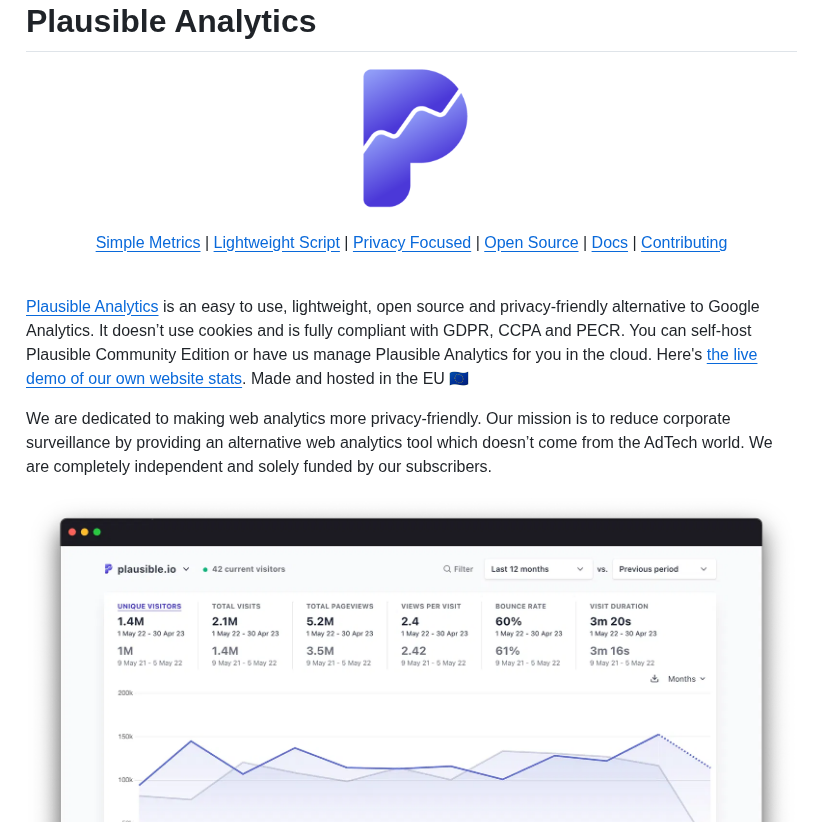 Plausible Analytics
Simple Metrics | Lightweight Script | Privacy Focused | Open Source | Docs | Contributing
Plausible Analytics is an easy to use, lightweight, open source and privacy-friendly alternative to Google
Analytics. It doesn’t use cookies and is fully compliant with GDPR, CCPA and PECR. You can self-host
Plausible Community Edition or have us manage Plausible Analytics for you in the cloud. Here's the live
demo of our own website stats. Made and hosted in the EU 🇪🇺
We are dedicated to making web analytics more privacy-friendly. Our mission is to reduce corporate
surveillance by providing an alternative web analytics tool which doesn’t come from the AdTech world. We
are completely independent and solely funded by our subscribers.
plausible.io 42 current visitors Filter Last 12 months vs. Previous period
UNIQUE VISITORS TOTAL VISITS TOTAL PAGEVIEWS VIEWS PER VISIT BOUNCE RATE VISIT DURATION
1.4M 2.1M 5.2M 2.4 60% 3m 20s
1 May 22 - 30 Apr 23 1 May 22 - 30 Apr 23 1 May 22 - 30 Apr 23 1 May 22 - 30 Apr 23 1 May 22 - 30 Apr 23 1 May 22 - 30 Apr 23
1M 1.4M 3.5M 2.42 61% 3m 16s
9 May 21 - 5 May 22 9 May 21 - 5 May 22 9 May 21 - 5 May 22 9 May 21 - 5 May 22 9 May 21 - 5 May 22 9 May 21 - 5 May 22
Months
200k
150k
100k